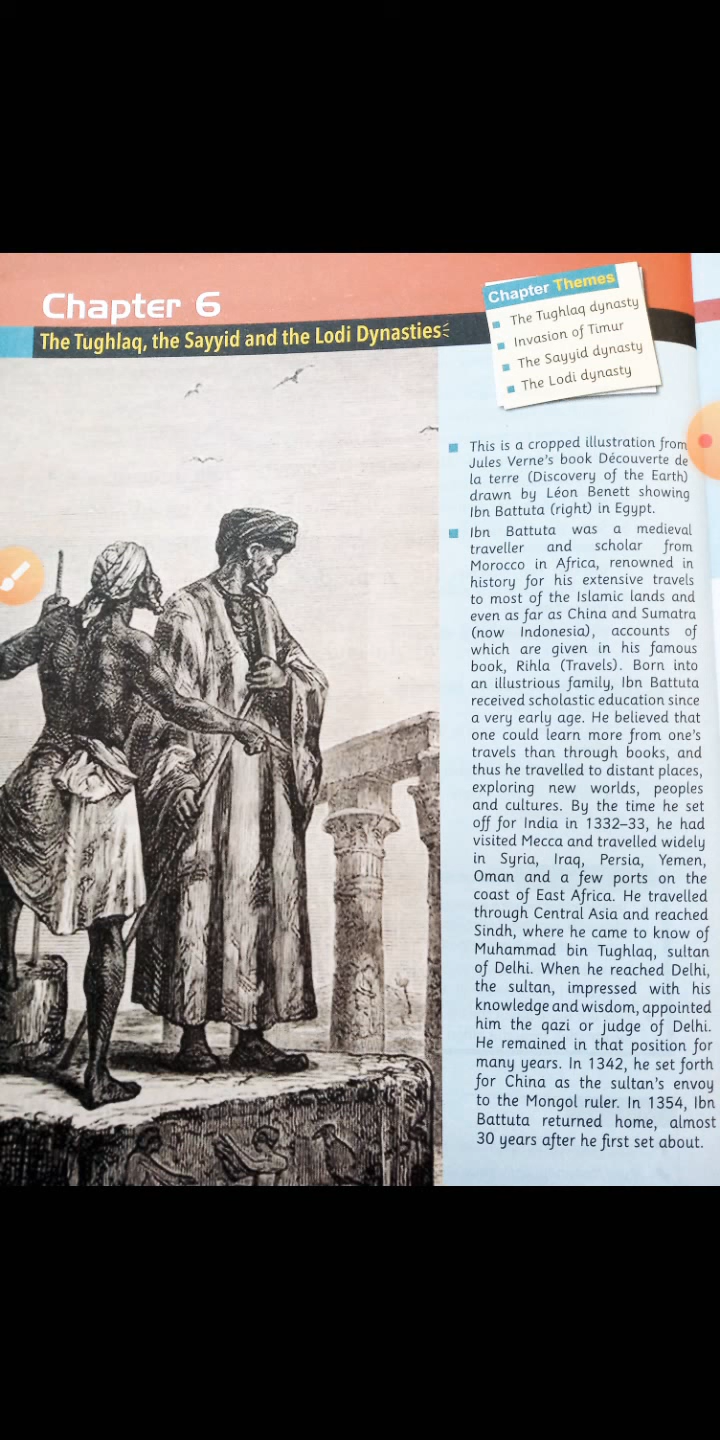 Chapter 6
The Tughlaq, the Sayyid and the Lodi Dynasties
Chapter Themes
The Tughlaq dynasty
Invasion of Timur
The Sayyid dynasty
The Lodi dynasty
This is a cropped illustration from
Jules Verne's book Découverte de
la terre (Discovery of the Earth)
drawn by Léon Benett showing
Ibn Battuta (right) in Egypt.
Ibn Battuta was a medieval
traveller and scholar from
Morocco in Africa, renowned in
history for his extensive travels
to most of the Islamic lands and
even as far as China and Sumatra
(now Indonesia), accounts of
which are given in his famous
book, Rihla (Travels). Born into
an illustrious family, Ibn Battuta
received scholastic education since
a very early age. He believed that
one could learn more from one's
travels than through books, and
thus he travelled to distant places,
exploring new worlds, peoples
and cultures. By the time he set
off for India in 1332–33, he had
visited Mecca and travelled widely
in Syria, Iraq, Persia, Yemen,
Oman and a few ports on the
coast of East Africa. He travelled
through Central Asia and reached
Sindh, where he came to know of
Muhammad bin Tughlaq, sultan
of Delhi. When he reached Delhi,
the sultan, impressed with his
knowledge and wisdom, appointed
him the qazi or judge of Delhi.
He remained in that position for
many years. In 1342, he set forth
for China as the sultan's envoy
to the Mongol ruler. In 1354, Ibn
Battuta returned home, almost
30 years after he first set about.